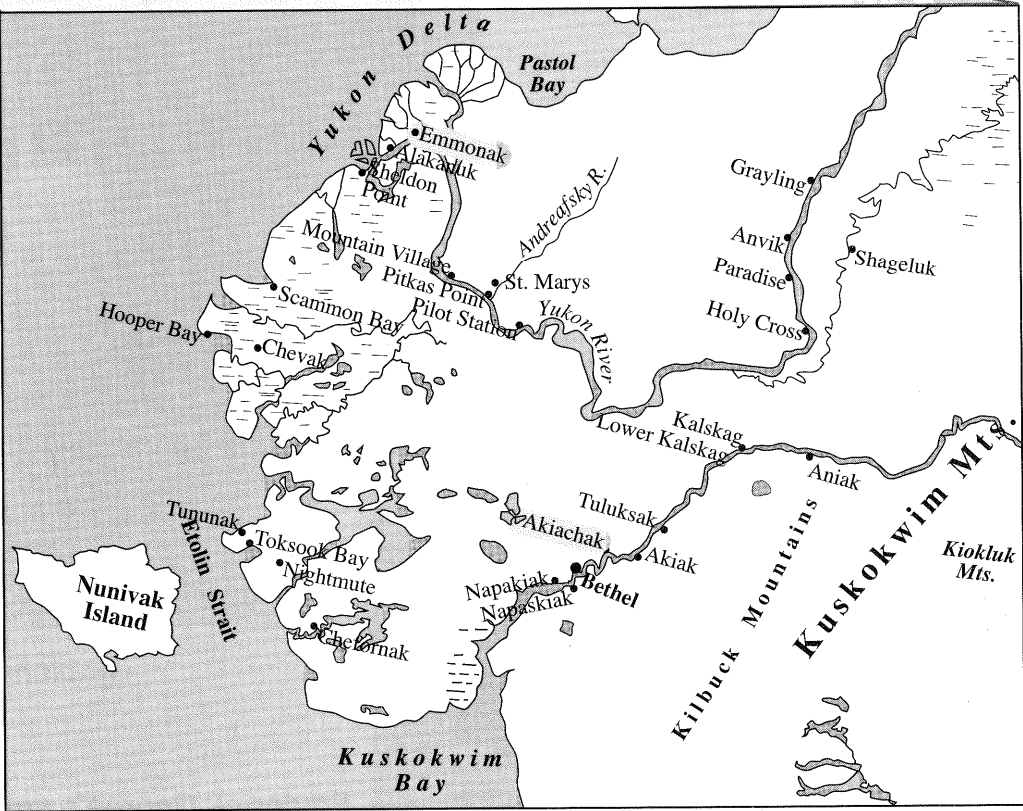 Yukon Delta
Pastol
Bay
Emmonak
Alakanuk
Sheldon
Point
Andreafsky R.
Grayling
Anvik
Paradise
Holy Cross
Shageluk
Mountain Village
Pitkas Point
St. Marys
Pilot Station
Yukon River
Scammon Bay
Hooper Bay
Chevak
Kalskag
Lower Kalskag
Aniak
Kuskokwim Mts.
Kilbuck Mountains
Kiokluk
Mts.
Tuluksak
Akiachak
Akiak
Bethel
Napakiak
Napaskiak
Tununak
Toksook Bay
Nightmute
Chefornak
Etolin Strait
Nunivak
Island
Kuskokwim
Bay